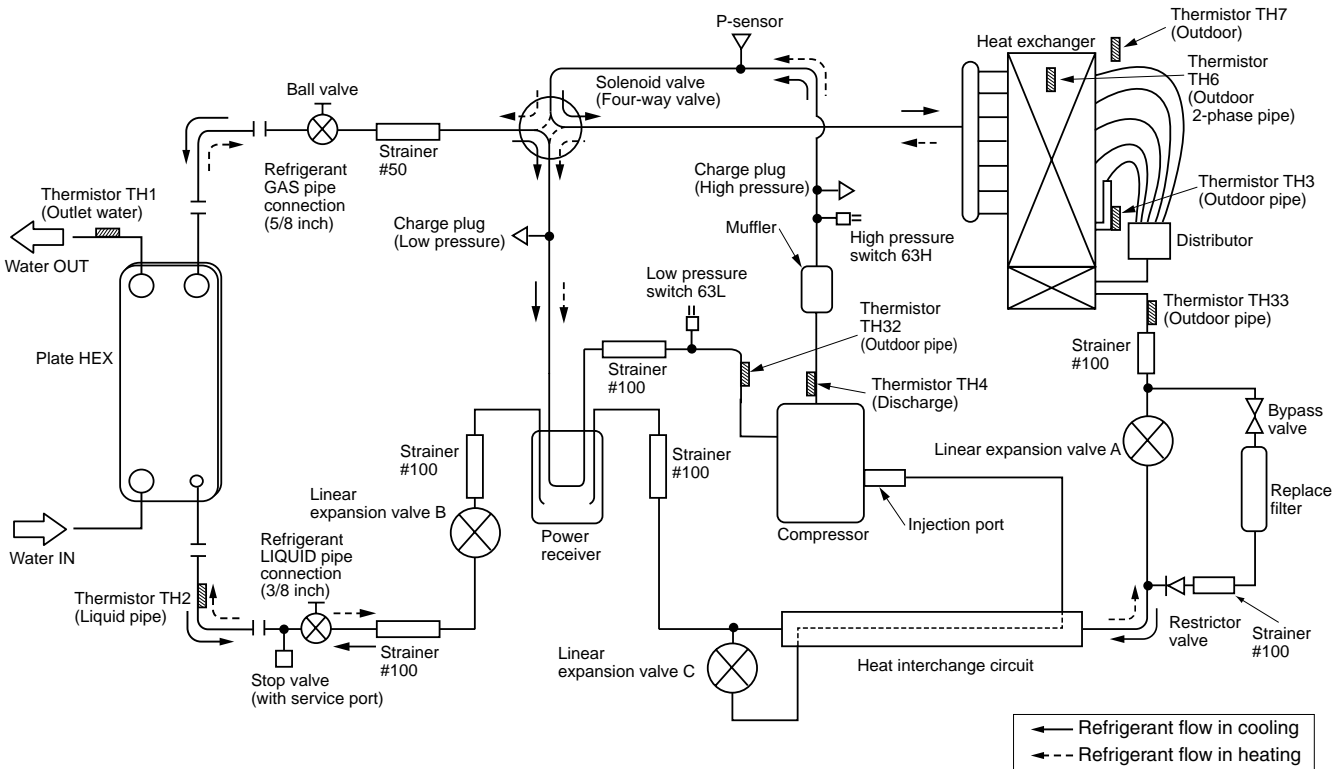 P-sensor
Thermistor TH7
(Outdoor)
Heat exchanger
Thermistor
TH6
(Outdoor
2-phase pipe)
Solenoid valve
(Four-way valve)
Ball valve
Strainer
#50
Refrigerant
GAS pipe
connection
(5/8 inch)
Thermistor TH1
(Outlet water)
Water OUT
Charge plug
(Low pressure)
Charge plug
(High pressure)
Muffler
High pressure
switch 63H
Thermistor TH3
(Outdoor pipe)
Distributor
Low pressure
switch 63L
Thermistor
TH32
(Outdoor pipe)
Thermistor TH33
(Outdoor pipe)
Strainer
#100
Plate HEX
Strainer
#100
Thermistor TH4
(Discharge)
Bypass
valve
Linear expansion valve A
Strainer
#100
Strainer
#100
Linear
expansion valve B
Replace
filter
Injection port
Compressor
Power
receiver
Water IN
Refrigerant
LIQUID pipe
connection
(3/8 inch)
Thermistor TH2
(Liquid pipe)
Strainer
#100
Stop valve
(with service port)
Linear
expansion valve C
Heat interchange circuit
Restrictor
valve
Strainer
#100
Refrigerant flow in cooling
Refrigerant flow in heating